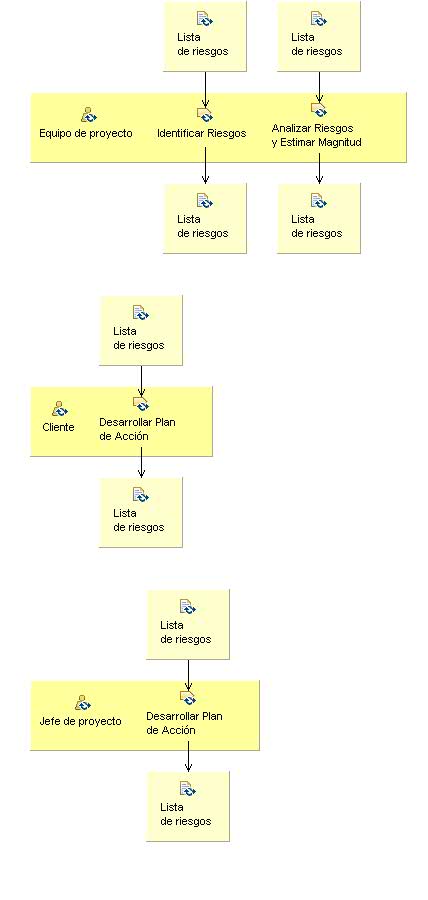 Lista
de riesgos
Lista
de riesgos
Equipo de proyecto
Identificar Riesgos
Analizar Riesgos
y Estimar Magnitud
Lista
de riesgos
Lista
de riesgos
Lista
de riesgos
Cliente
Desarrollar Plan
de Acción
Lista
de riesgos
Lista
de riesgos
Jefe de proyecto
Desarrollar Plan
de Acción
Lista
de riesgos